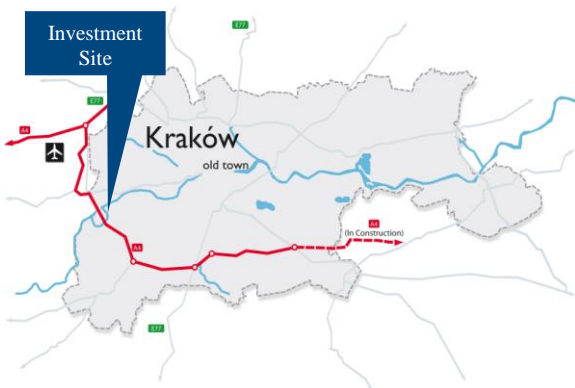 Investment
Site
E77
E77
A4
Kraków
old town
A4
(In Construction)
A4
E77